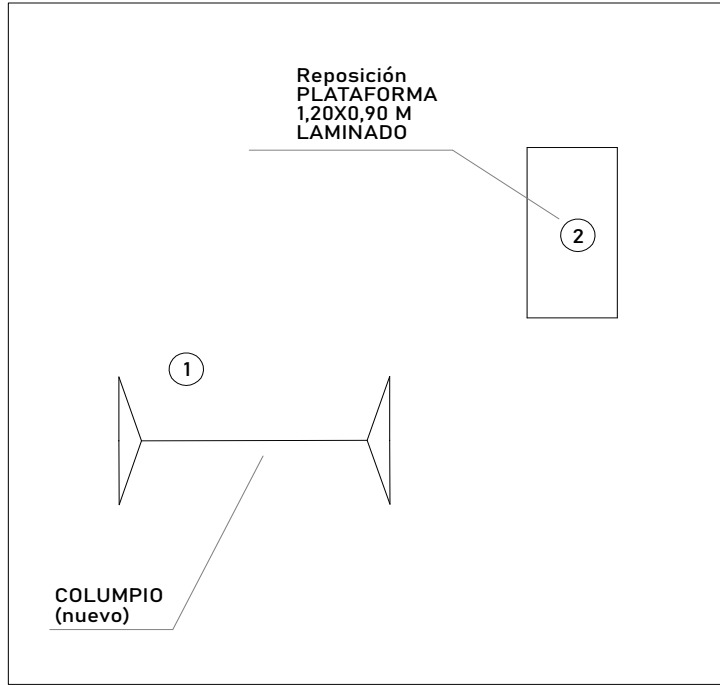 Reposición
PLATAFORMA
1,20X0,90 M
LAMINADO
2
1
COLUMPIO
(nuevo)